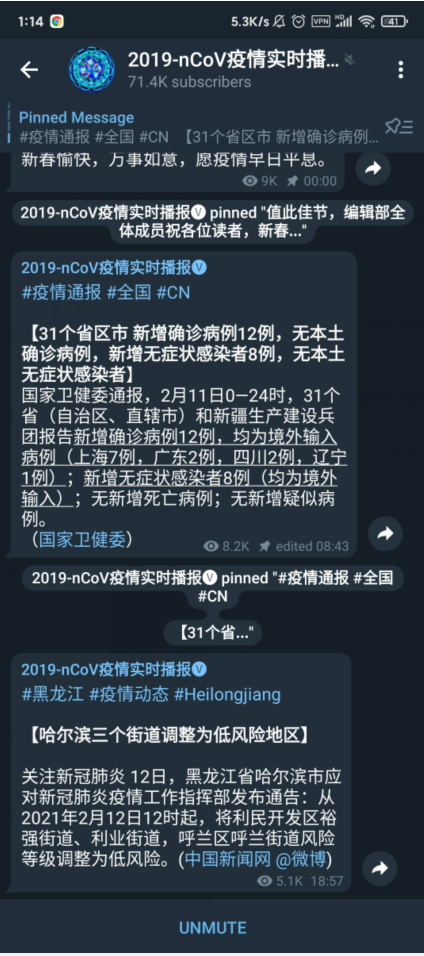 1:14 5.3K/s VPN HD 41
2019-nCoV疫情实时播...
71.4K subscribers
Pinned Message
#疫情通报 #全国 #CN 【31个省区市 新增确诊病例...
新春愉快，万事如意，愿疫情早日平息。
9K 00:00
2019-nCoV疫情实时播报Ⓥ pinned "值此佳节，编辑部全
体成员祝各位读者，新春..."
2019-nCoV疫情实时播报Ⓥ
#疫情通报 #全国 #CN
【31个省区市 新增确诊病例12例，无本土
确诊病例，新增无症状感染者8例，无本土
无症状感染者】
国家卫健委通报，2月11日0—24时，31个
省（自治区、直辖市）和新疆生产建设兵
团报告新增确诊病例12例，均为境外输入
病例（上海7例，广东2例，四川2例，辽宁
1例）；新增无症状感染者8例（均为境外
输入）；无新增死亡病例；无新增疑似病
例。
（国家卫健委）
8.2K edited 08:43
2019-nCoV疫情实时播报Ⓥ pinned "#疫情通报 #全国
#CN
【31个省..."
2019-nCoV疫情实时播报Ⓥ
#黑龙江 #疫情动态 #Heilongjiang
【哈尔滨三个街道调整为低风险地区】
关注新冠肺炎 12日，黑龙江省哈尔滨市应
对新冠肺炎疫情工作指挥部发布通告：从
2021年2月12日12时起，将利民开发区裕
强街道、利业街道，呼兰区呼兰街道风险
等级调整为低风险。(中国新闻网 @微博)
5.1K 18:57
UNMUTE